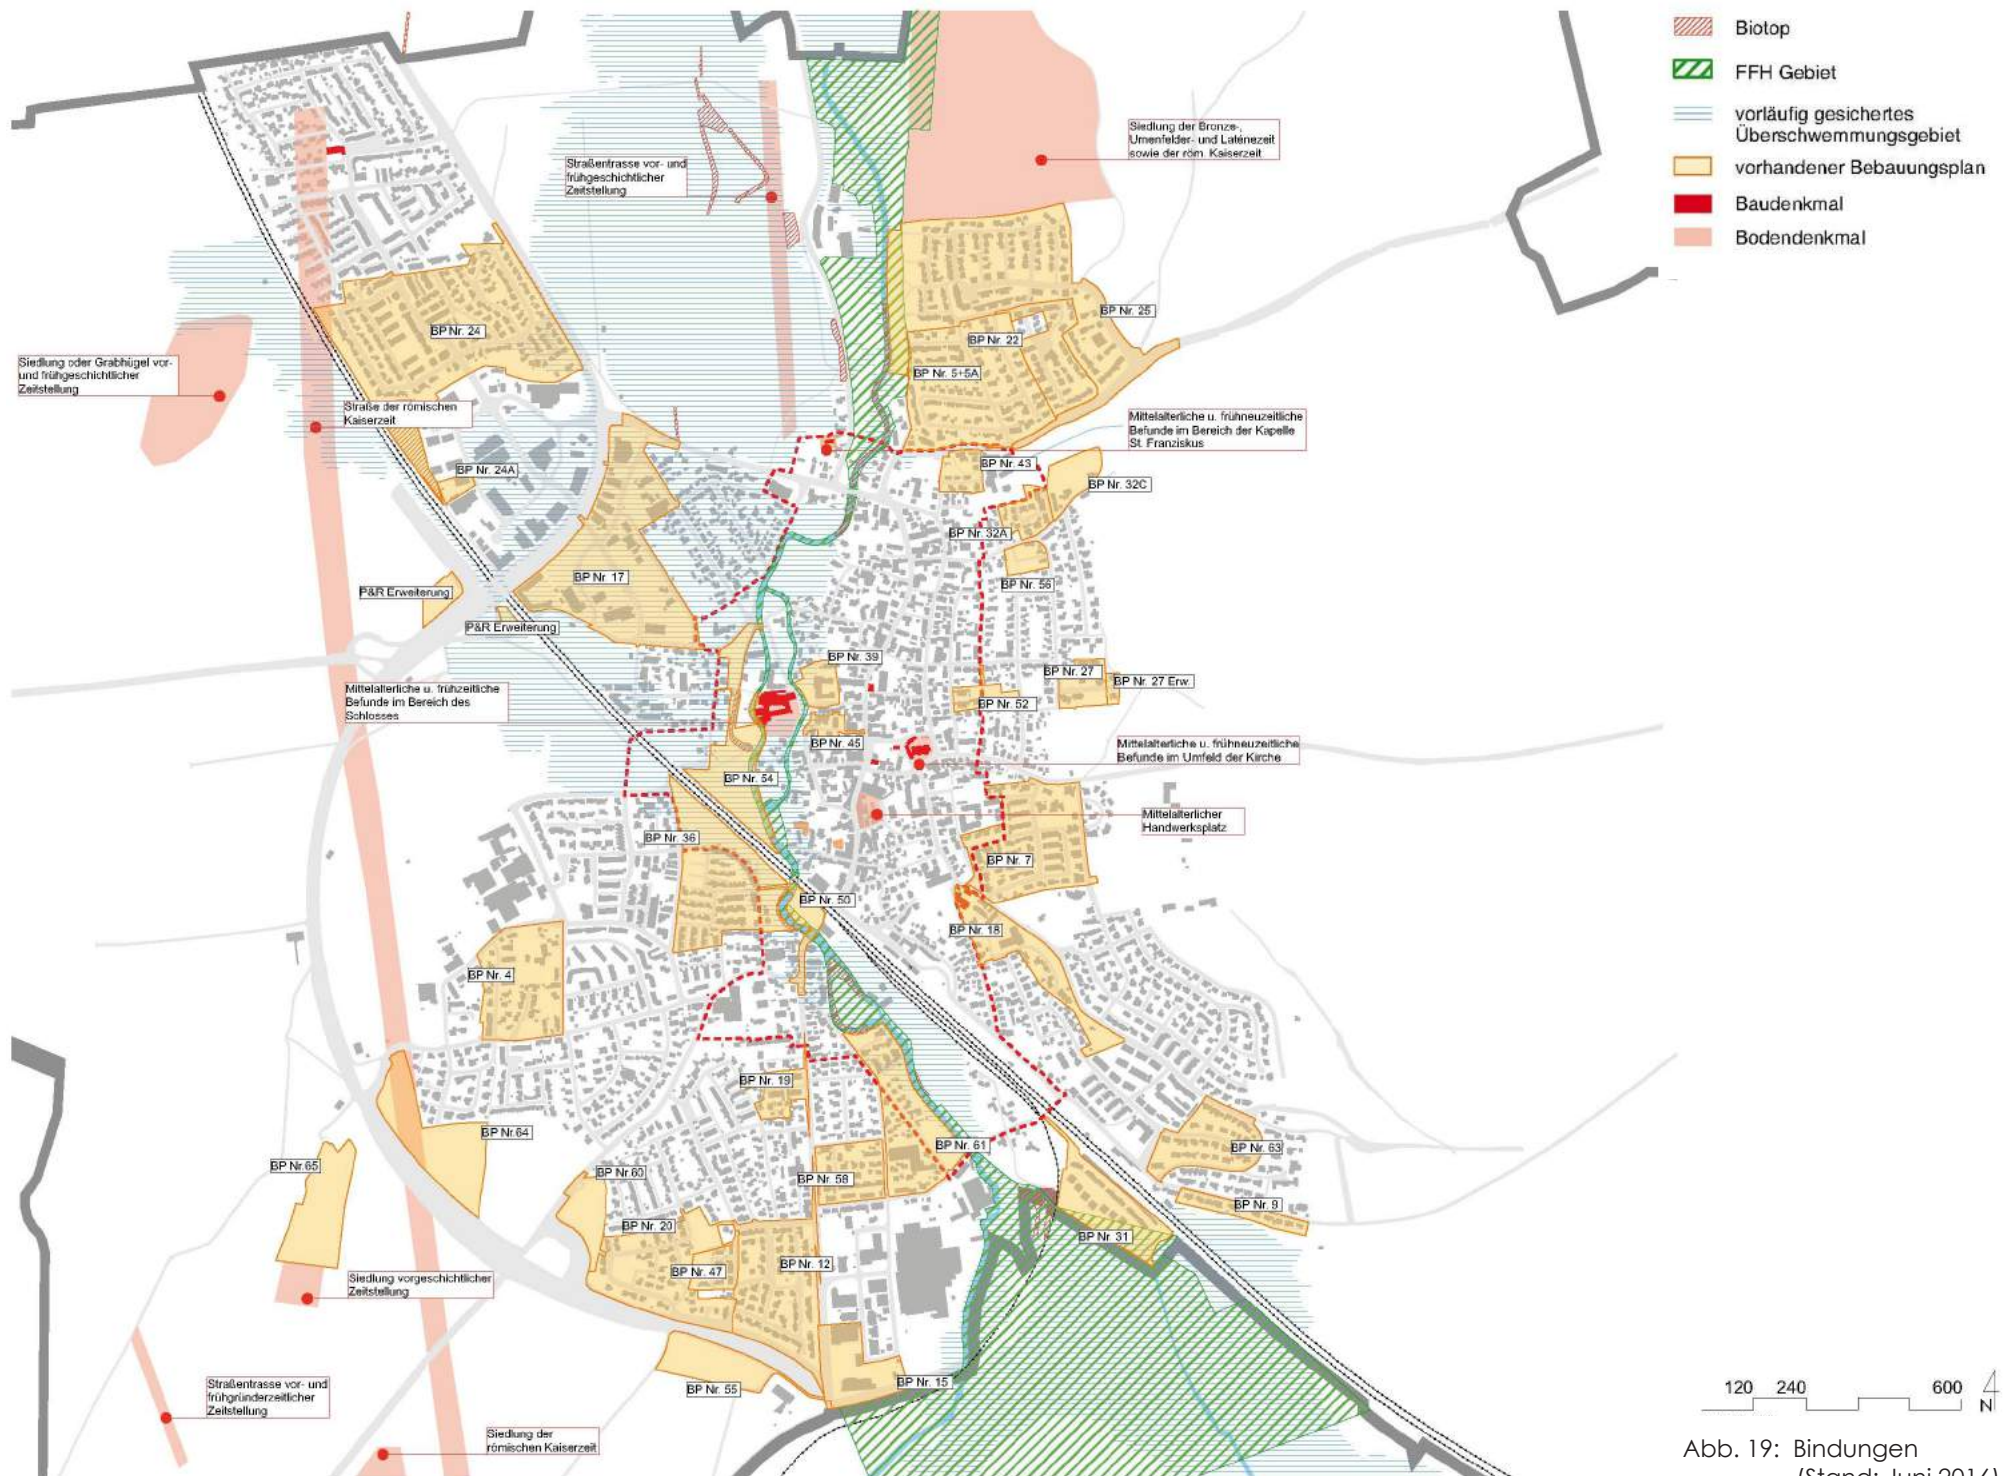 Biotop
FFH Gebiet
vorläufig gesichertes
Überschwemmungsgebiet
vorhandener Bebauungsplan
Baudenkmal
Bodendenkmal
Siedlung der Bronze-,
Urnenfelder- und Laténezeit
sowie der röm. Kaiserzeit
Straßentrasse vor- und
frühgeschichtlicher
Zeitstellung
BP Nr. 25
BP Nr. 24
BP Nr. 22
BP Nr. 5+5A
Siedlung oder Grabhügel vor-
und frühgeschichtlicher
Zeitstellung
Straße der römischen
Kaiserzeit
Mittelalterliche u. frühneuzeitliche
Befunde im Bereich der Kapelle
St. Franziskus
BP Nr. 24A
BP Nr. 43
BP Nr. 32C
BP Nr. 32A
BP Nr. 17
BP Nr. 56
P&R Erweiterung
P&R Erweiterung
BP Nr. 39
BP Nr. 27
BP Nr. 27 Erw.
Mittelalterliche u. frühzeitliche
Befunde im Bereich des
Schlosses
BP Nr. 52
BP Nr. 45
Mittelalterliche u. frühneuzeitliche
Befunde im Umfeld der Kirche
BP Nr. 54
Mittelalterlicher
Handwerksplatz
BP Nr. 36
BP Nr. 7
BP Nr. 50
BP Nr. 18
BP Nr. 4
BP Nr. 19
BP Nr.64
BP Nr. 61
BP Nr. 63
BP Nr.65
BP Nr.60
BP Nr. 58
BP Nr. 9
BP Nr. 20
BP Nr. 31
BP Nr. 47
BP Nr. 12
Siedlung vorgeschichtlicher
Zeitstellung
BP Nr. 55
BP Nr. 15
Straßentrasse vor- und
frühgründerzeitlicher
Zeitstellung
Siedlung der
römischen Kaiserzeit
120 240 600 N
Abb. 19: Bindungen
(Stand: Juni 2016)